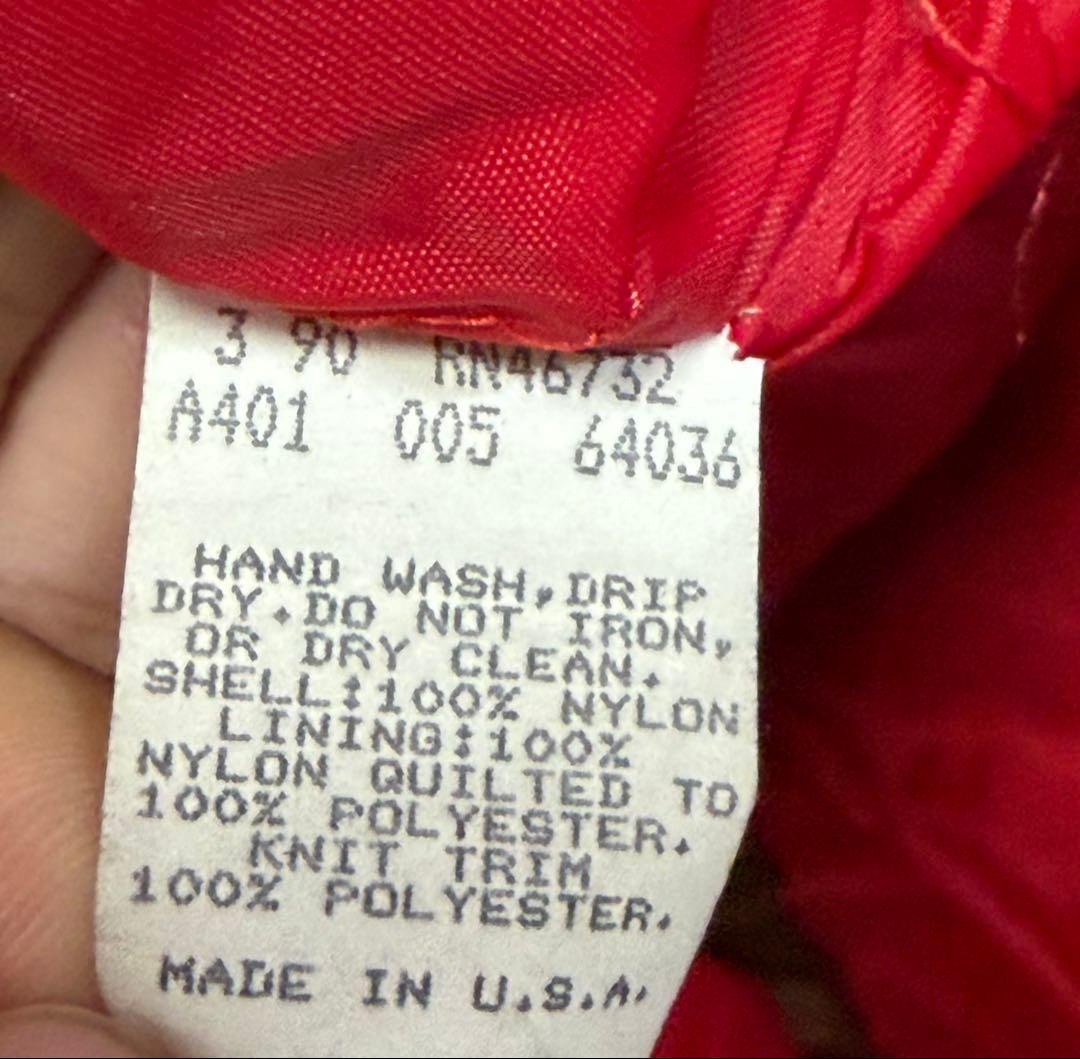 3 90 RN46732
A401 005 64036
HAND WASH,DRIP
DRY.DO NOT IRON,
OR DRY CLEAN.
SHELL:100% NYLON
LINING:100%
NYLON QUILTED TO
100% POLYESTER.
KNIT TRIM
100% POLYESTER.
MADE IN U.S.A.